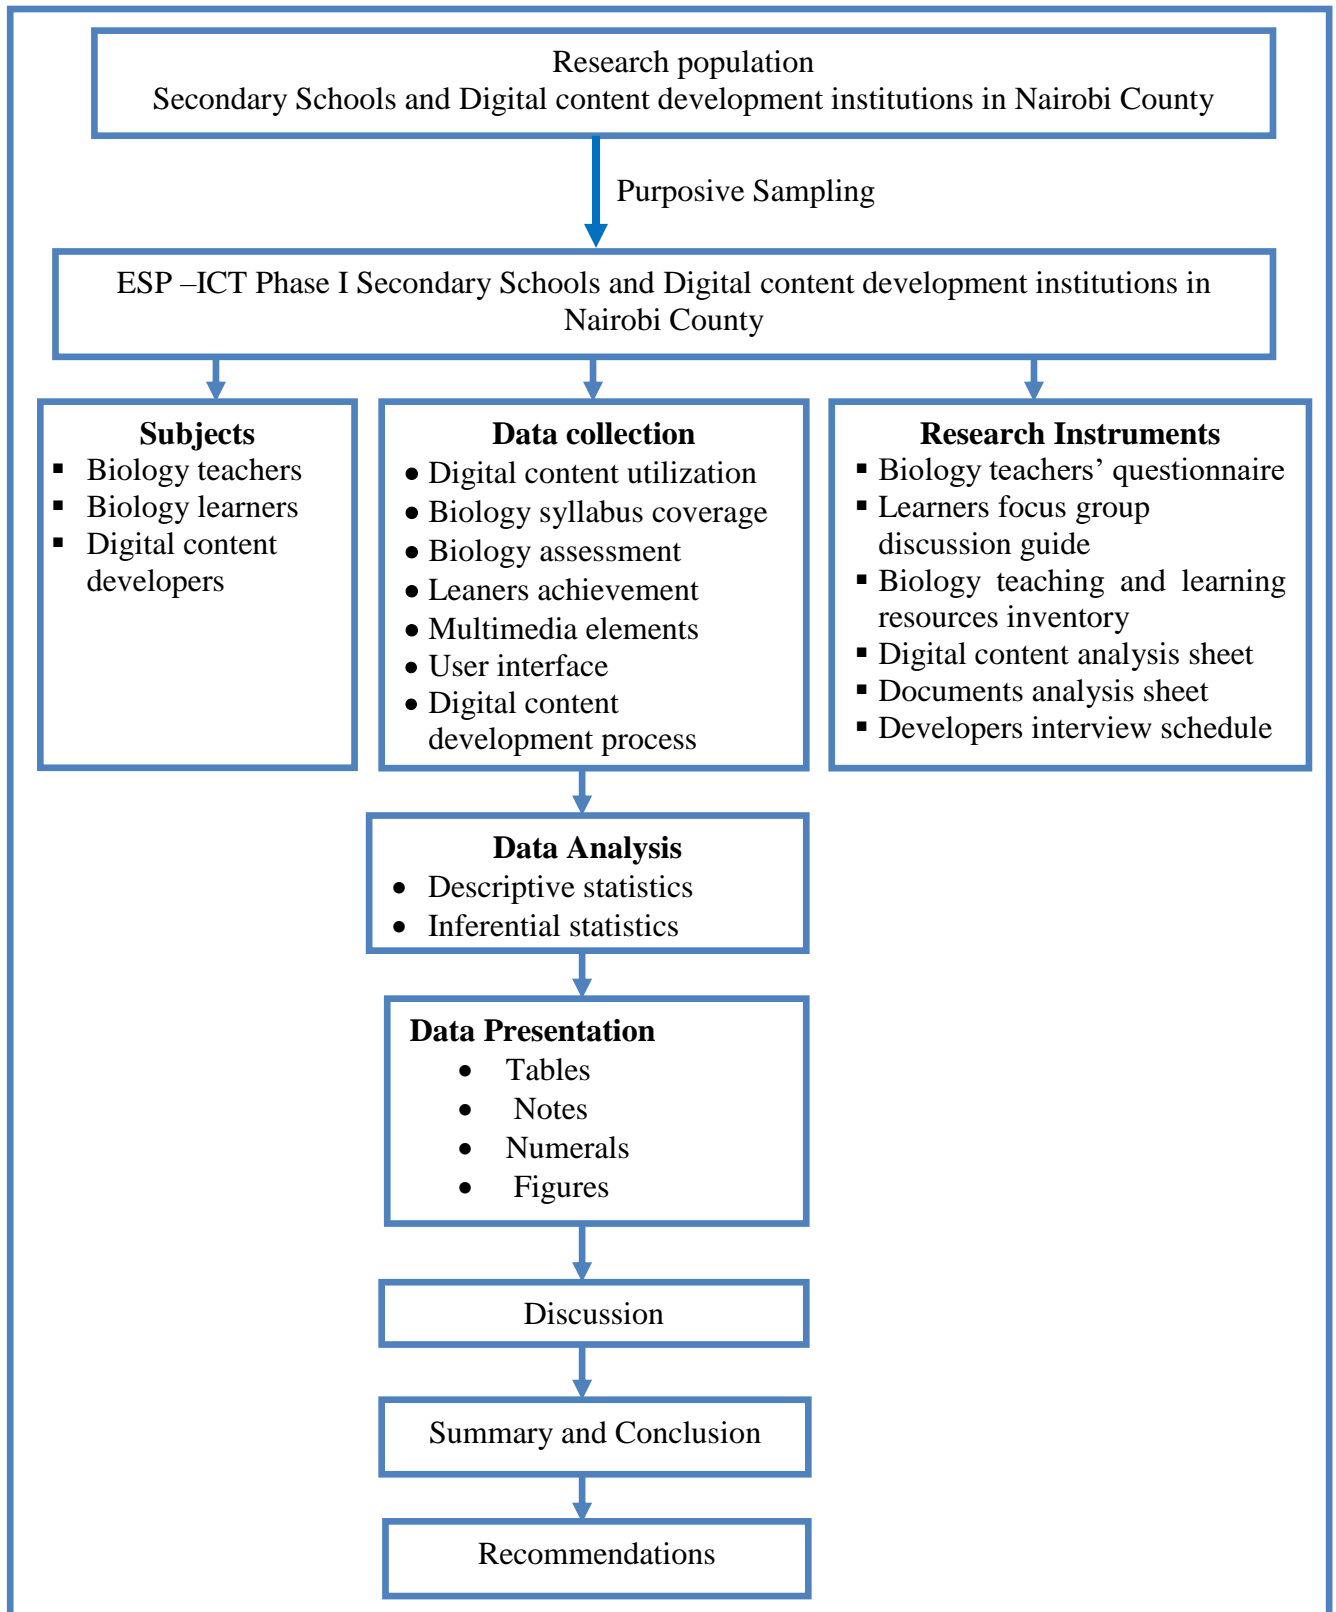 Research population
Secondary Schools and Digital content development institutions in Nairobi County
Purposive Sampling
ESP –ICT Phase I Secondary Schools and Digital content development institutions in
Nairobi County
Subjects
▪ Biology teachers
▪ Biology learners
▪ Digital content
developers
Data collection
• Digital content utilization
• Biology syllabus coverage
• Biology assessment
• Leaners achievement
• Multimedia elements
• User interface
• Digital content
development process
Research Instruments
▪ Biology teachers’ questionnaire
▪ Learners focus group
discussion guide
▪ Biology teaching and learning
resources inventory
▪ Digital content analysis sheet
▪ Documents analysis sheet
▪ Developers interview schedule
Data Analysis
• Descriptive statistics
• Inferential statistics
Data Presentation
• Tables
• Notes
• Numerals
• Figures
Discussion
Summary and Conclusion
Recommendations